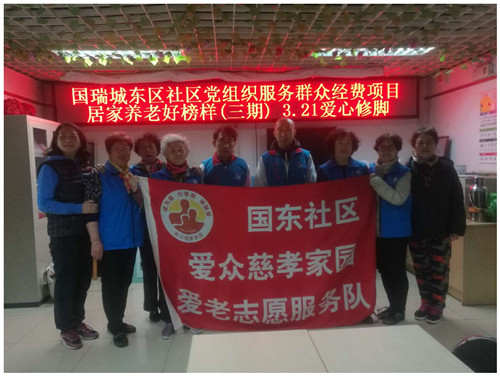 国瑞城东区社区党组织服务群众经费项目
居家养老好榜样(三期) 3.21爱心修脚
国东社区
爱众慈孝家园
爱老志愿服务队